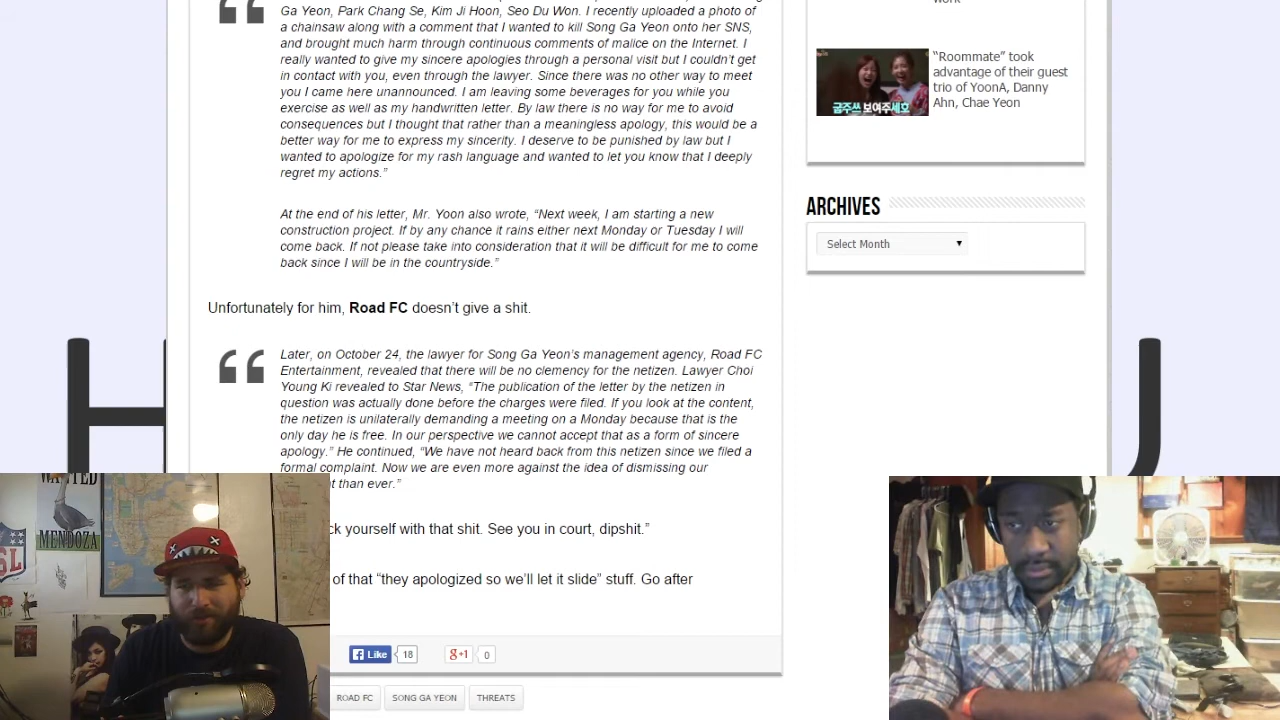 Ga Yeon, Park Chang Se, Kim Ji Hoon, Seo Du Won. I recently uploaded a photo of
a chainsaw along with a comment that I wanted to kill Song Ga Yeon onto her SNS,
and brought much harm through continuous comments of malice on the Internet. I
really wanted to give my sincere apologies through a personal visit but I couldn’t get
in contact with you, even through the lawyer. Since there was no other way to meet
you I came here unannounced. I am leaving some beverages for you while you
exercise as well as my handwritten letter. By law there is no way for me to avoid
consequences but I thought that rather than a meaningless apology, this would be a
better way for me to express my sincerity. I deserve to be punished by law but I
wanted to apologize for my rash language and wanted to let you know that I deeply
regret my actions.”
At the end of his letter, Mr. Yoon also wrote, “Next week, I am starting a new
construction project. If by any chance it rains either next Monday or Tuesday I will
come back. If not please take into consideration that it will be difficult for me to come
back since I will be in the countryside.”
Unfortunately for him, Road FC doesn’t give a shit.
Later, on October 24, the lawyer for Song Ga Yeon’s management agency, Road FC
Entertainment, revealed that there will be no clemency for the netizen. Lawyer Choi
Young Ki revealed to Star News, “The publication of the letter by the netizen in
question was actually done before the charges were filed. If you look at the content,
the netizen is unilaterally demanding a meeting on a Monday because that is the
only day he is free. In our perspective we cannot accept that as a form of sincere
apology.” He continued, “We have not heard back from this netizen since we filed a
formal complaint. Now we are even more against the idea of dismissing our
than ever.”
yourself with that shit. See you in court, dipshit.”
of that “they apologized so we’ll let it slide” stuff. Go after
Like 18
g+1 0
ROAD FC
SONG GA YEON
THREATS
work
“Roommate” took
advantage of their guest
trio of YoonA, Danny
Ahn, Chae Yeon
보여주세호
ARCHIVES
Select Month
H
U
WANTED
MENDOZA